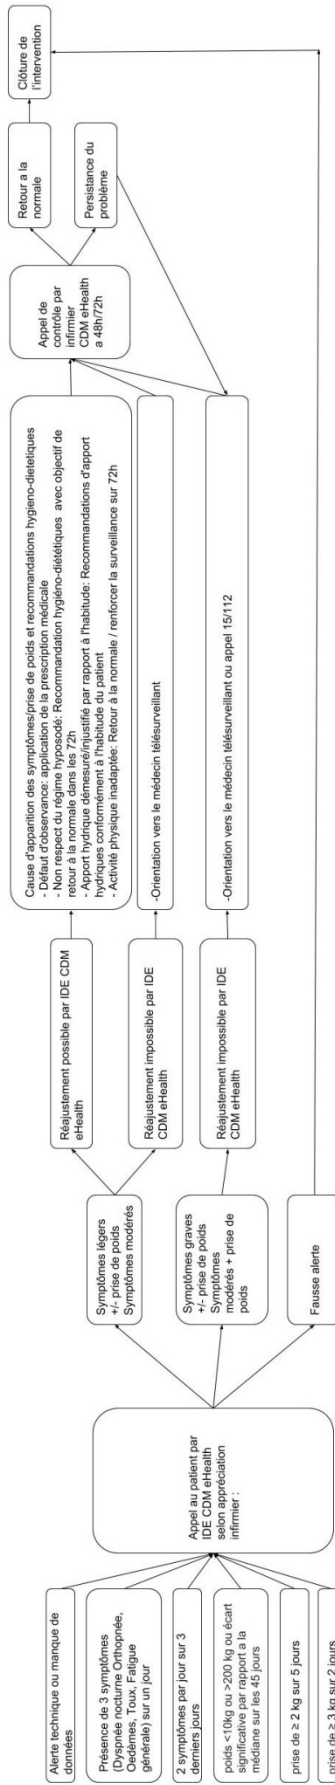 Alerte technique ou manque de
données
Présence de 3 symptômes
(Dyspnée nocturne Orthopnée,
Oedèmes, Toux, Fatigue
générale) sur un jour
2 symptômes par jour sur 3
derniers jours
poids <10kg ou >200 kg ou écart
significative par rapport a la
médiane sur les 45 jours
prise de ≥ 2 kg sur 5 jours
prise de ≥ 3 kg sur 2 jours
Appel au patient par
IDE CDM eHealth
selon appréciation
infirmier :
Symptômes légers
+/- prise de poids
Symptômes modérés
Symptômes graves
+/- prise de poids
Symptômes
modérés + prise de
poids
Fausse alerte
Réajustement possible par IDE CDM
eHealth
Réajustement impossible par IDE
CDM eHealth
Réajustement impossible par IDE
CDM eHealth
Cause d'apparition des symptômes/prise de poids et recommandations hygieno-dietetiques
- Défaut d'observance: application de la prescription médicale
- Non respect du régime hyposodé: Recommandation hygiéno-diététiques avec objectif de
retour à la normale dans les 72h
- Apport hydrique démesuré/injustifié par rapport à l'habitude: Recommandations d'apport
hydriques conformément à l'habitude du patient
- Activité physique inadaptée: Retour à la normale / renforcer la surveillance sur 72h
-Orientation vers le médecin télésurveillant
-Orientation vers le médecin télésurveillant ou appel 15/112
Appel de
contrôle par
infirmier
CDM eHealth
a 48h/72h
Retour a la
normale
Persistance du
problème
Clôture de
l'intervention